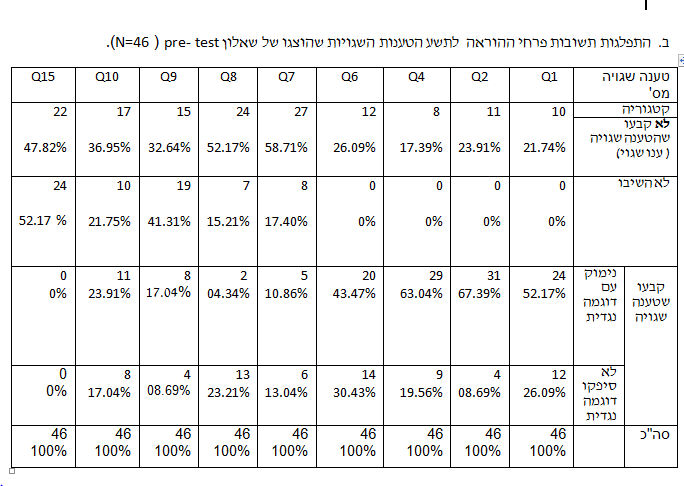 ב. התפלגות תשובות פרחי ההוראה לתשע הטענות השגויות שהוצגו של שאלון pre- test ( N=46).
טענה שגויה מס' Q1 Q2 Q4 Q6 Q7 Q8 Q9 Q10 Q15
קטגוריה
לא קבעו שהטענה שגויה ( ענו שגוי) 10 11 8 12 27 24 15 17 22
21.74% 23.91% 17.39% 26.09% 58.71% 52.17% 32.64% 36.95% 47.82%
לא השיבו 0 0 0 0 8 7 19 10 24
0% 0% 0% 0% 17.40% 15.21% 41.31% 21.75% 52.17 %
קבעו שטענה שגויה
נימוק עם דוגמה נגדית 24 31 29 20 5 2 8 11 0
52.17% 67.39% 63.04% 43.47% 10.86% 04.34% 17.04% 23.91% 0%
לא סיפקו דוגמה נגדית 12 4 9 14 6 13 4 8 0
26.09% 08.69% 19.56% 30.43% 13.04% 23.21% 08.69% 17.04% 0%
סה"כ 46 46 46 46 46 46 46 46 46
100% 100% 100% 100% 100% 100% 100% 100% 100%